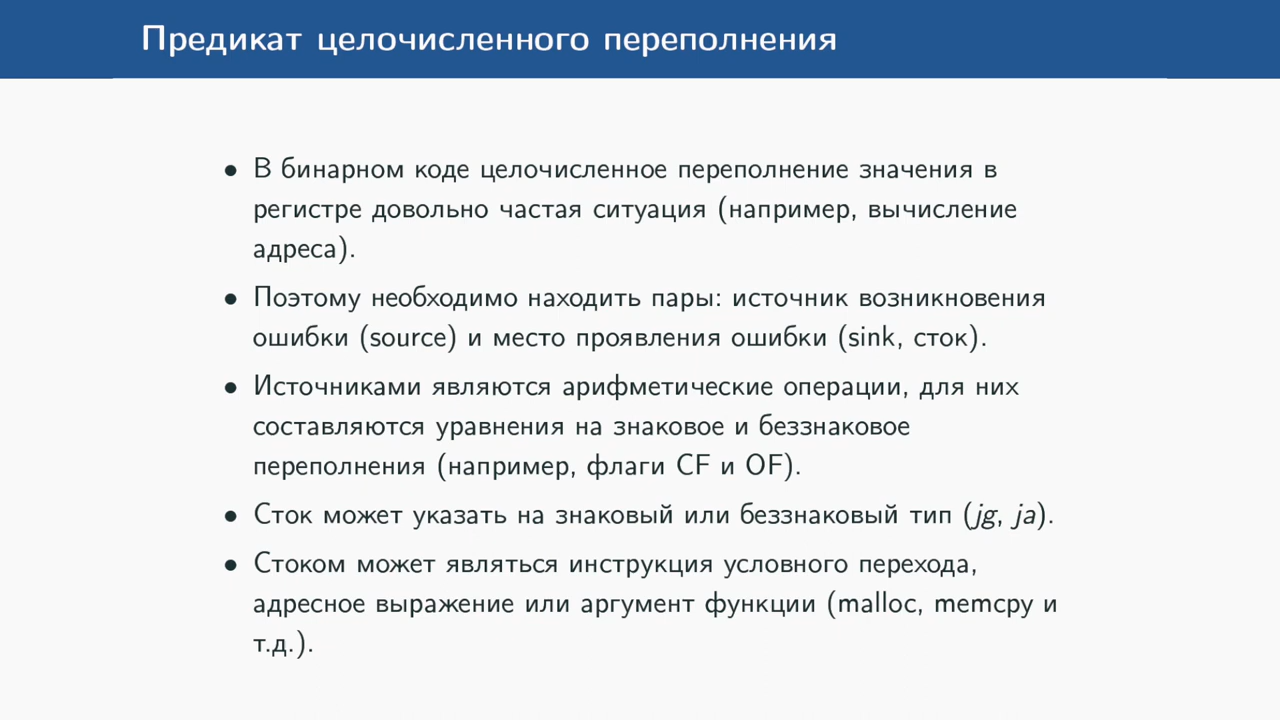 Предикат целочисленного переполнения
• В бинарном коде целочисленное переполнение значения в
регистре довольно частая ситуация (например, вычисление
адреса).
• Поэтому необходимо находить пары: источник возникновения
ошибки (source) и место проявления ошибки (sink, сток).
• Источниками являются арифметические операции, для них
составляются уравнения на знаковое и беззнаковое
переполнения (например, флаги CF и OF).
• Сток может указать на знаковый или беззнаковый тип (jg, ja).
• Стоком может являться инструкция условного перехода,
адресное выражение или аргумент функции (malloc, memcpy и
т.д.).